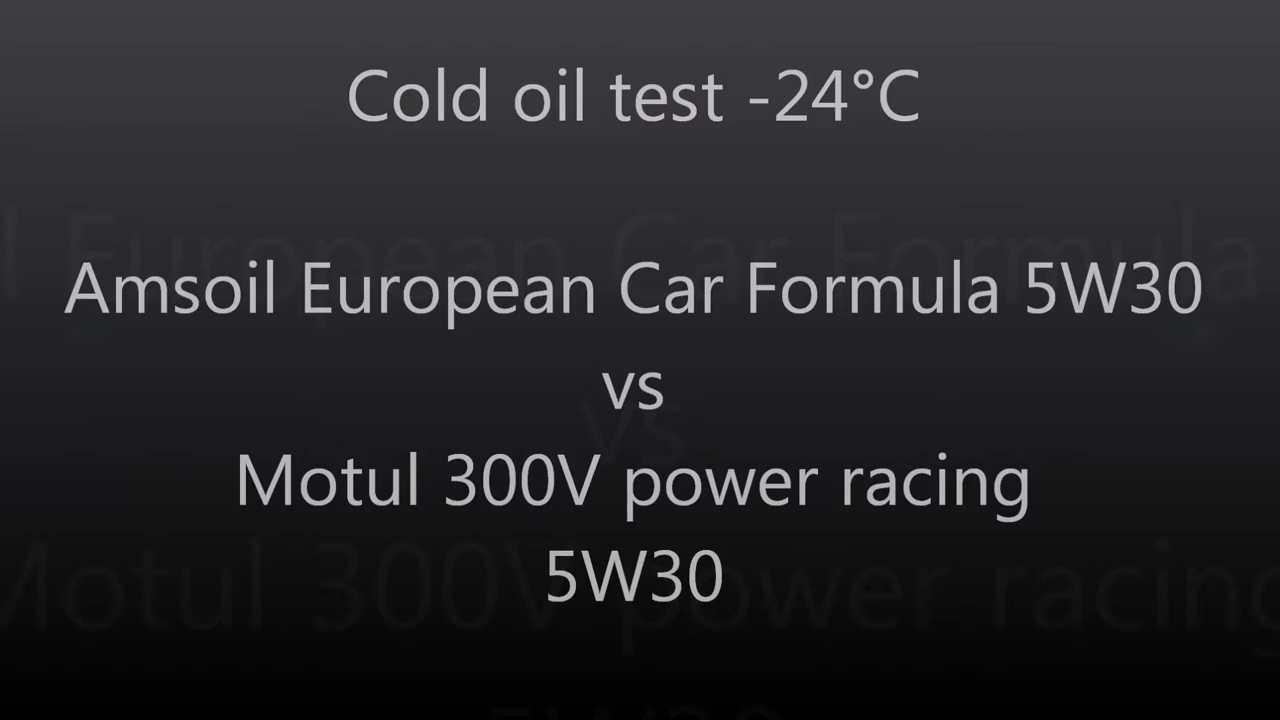 Cold oil test -24°C
Amsoil European Car Formula 5W30
vs
Motul 300V power racing
5W30